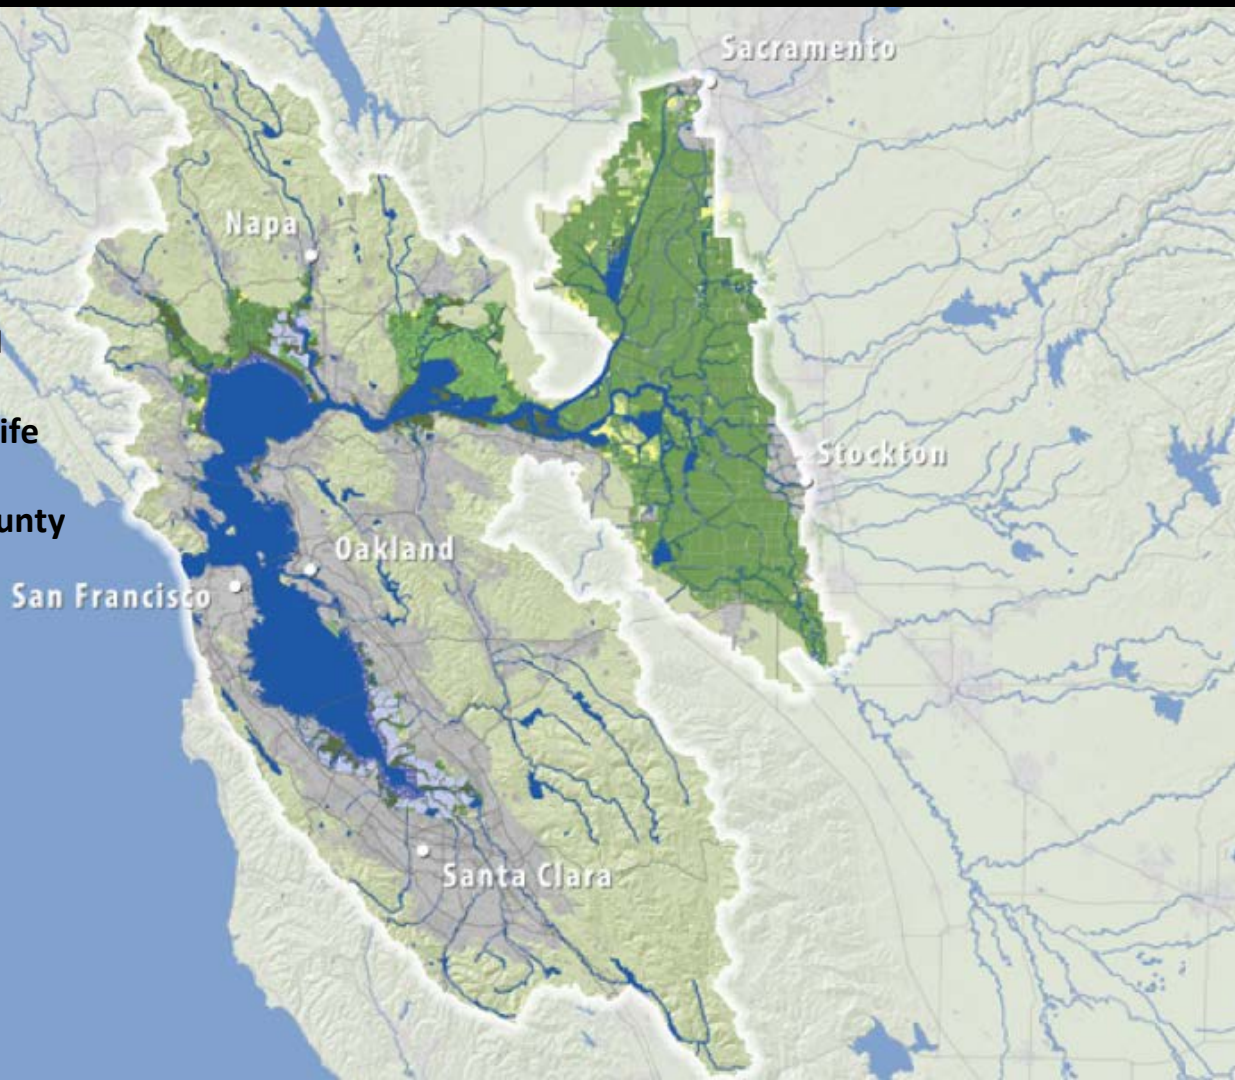 Sacramento
Napa
ife
Stockton
unty
Oakland
San Francisco
Santa Clara